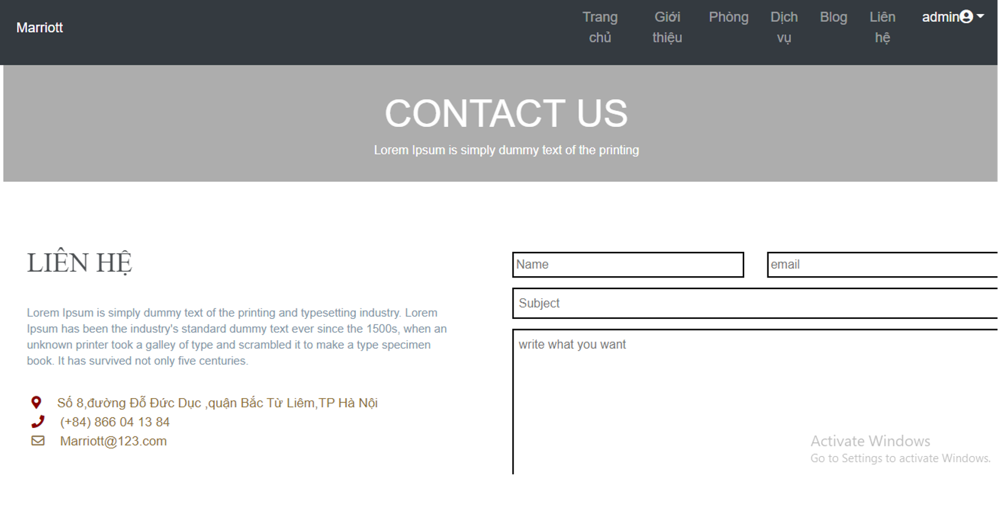 Marriott
Trang chủ
Giới thiệu
Phòng
Dịch vụ
Blog
Liên hệ
admin
CONTACT US
Lorem Ipsum is simply dummy text of the printing
LIÊN HỆ
Lorem Ipsum is simply dummy text of the printing and typesetting industry. Lorem
Ipsum has been the industry's standard dummy text ever since the 1500s, when an
unknown printer took a galley of type and scrambled it to make a type specimen
book. It has survived not only five centuries.
Số 8,đường Đỗ Đức Dục ,quận Bắc Từ Liêm,TP Hà Nội
(+84) 866 04 13 84
Marriott@123.com
Name
email
Subject
write what you want
Activate Windows
Go to Settings to activate Windows.